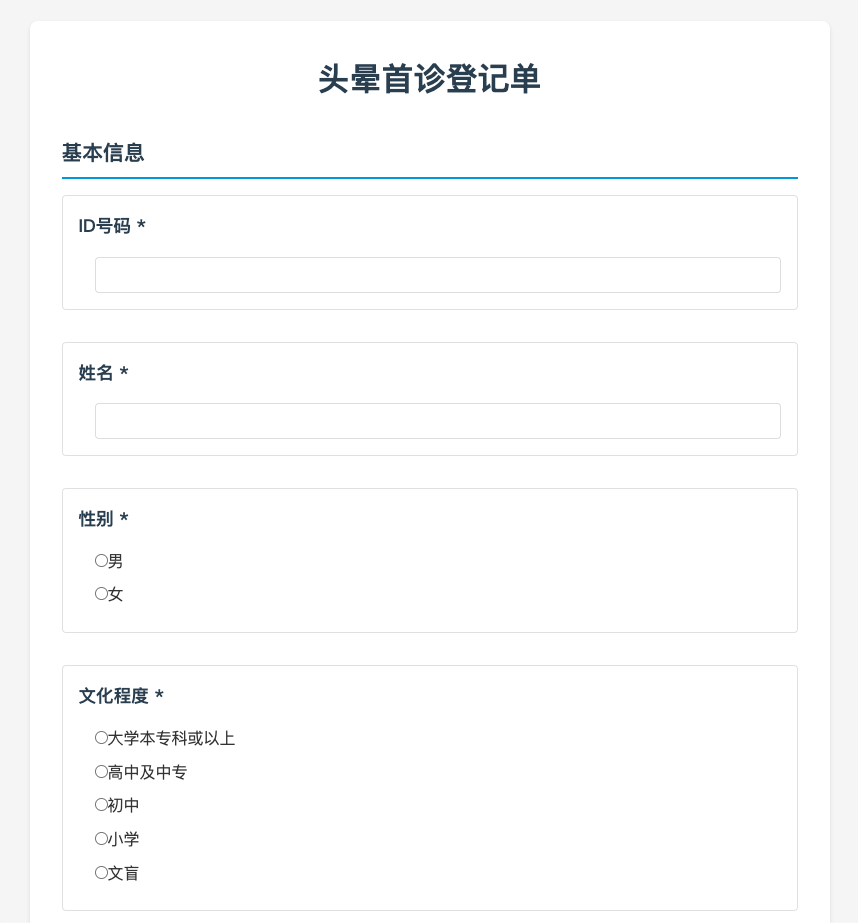 头晕首诊登记单
基本信息
ID号码 *
姓名 *
性别 *
男
女
文化程度 *
大学本专科或以上
高中及中专
初中
小学
文盲